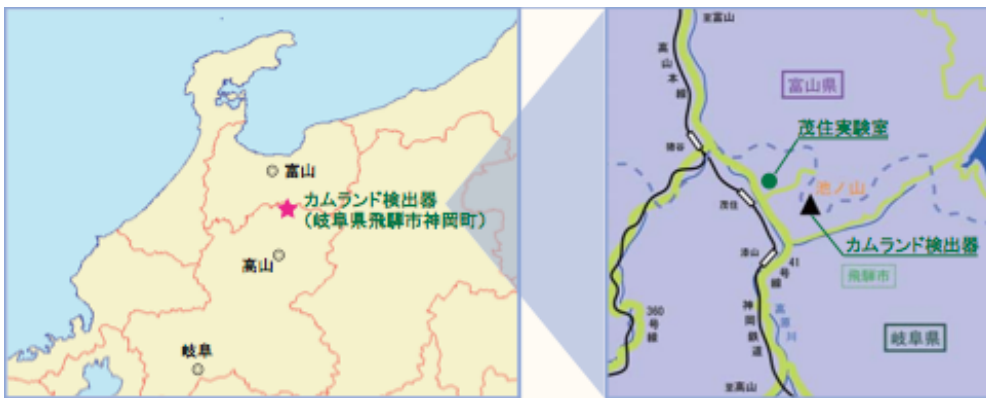 富山
カムランド検出器
(岐阜県飛騨市神岡町)
高山
岐阜
至富山
高山本線
富山県
茂住実験室
猪谷
池ノ山
茂住
カムランド検出器
漆山
41号線
飛騨市
360号線
神岡鉄道
高原川
岐阜県
至高山